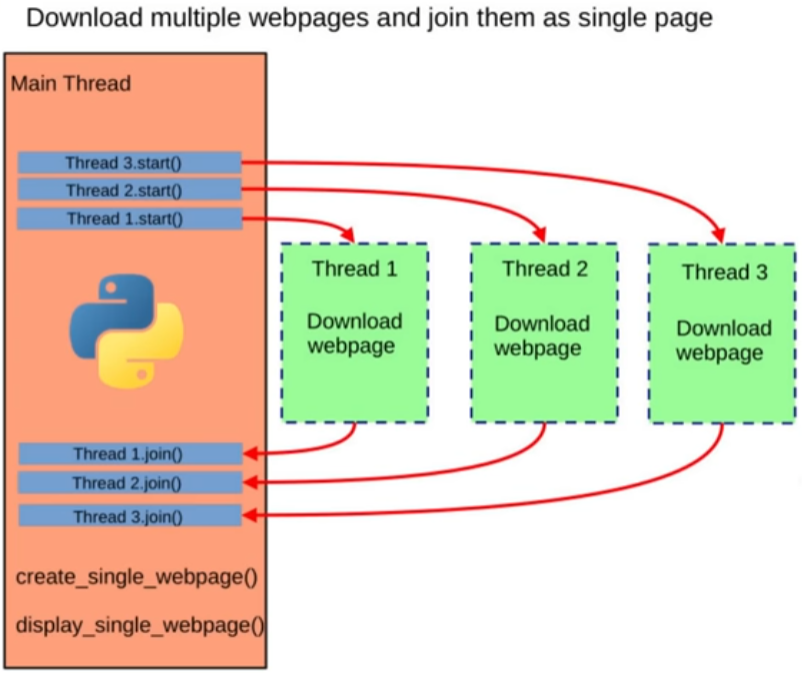 Download multiple webpages and join them as single page
Main Thread
Thread 3.start()
Thread 2.start()
Thread 1.start()
Thread 1
Download
webpage
Thread 2
Download
webpage
Thread 3
Download
webpage
Thread 1.join()
Thread 2.join()
Thread 3.join()
create_single_webpage()
display_single_webpage()